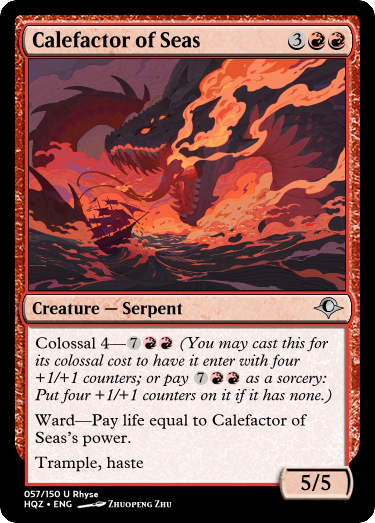 Calefactor of Seas 3
Creature — Serpent
Colossal 4—7 (You may cast this for
its colossal cost to have it enter with four
+1/+1 counters; or pay 7 as a sorcery:
Put four +1/+1 counters on it if it has none.)
Ward—Pay life equal to Calefactor of
Seas's power.
Trample, haste
5/5
057/150 U Rhyse
HQZ • ENG Zhuopeng Zhu